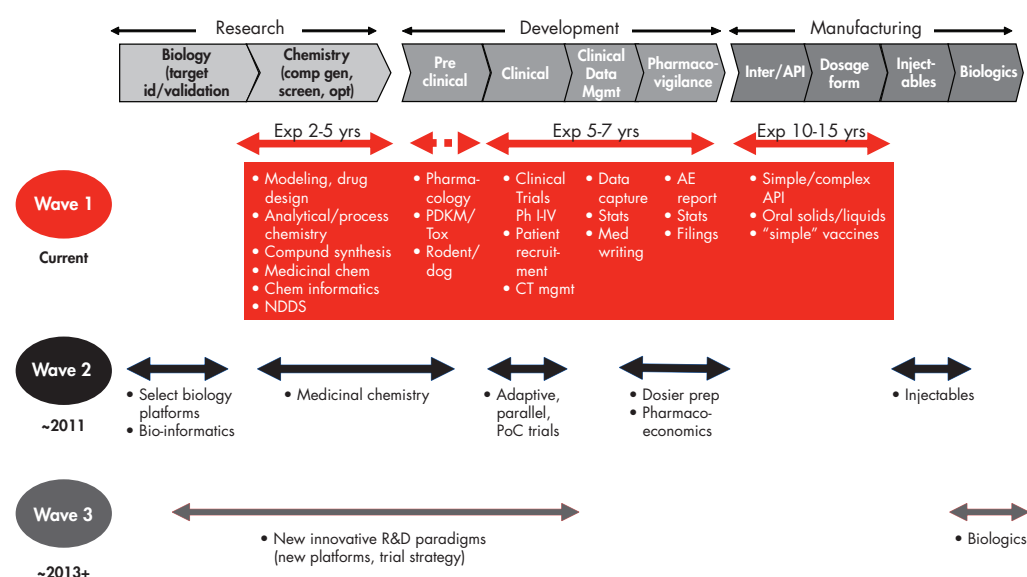 Research
Development
Manufacturing
Biology
(target
id/validation
Chemistry
(comp gen,
screen, opt)
Pre
clinical
Clinical
Clinical
Data
Mgmt
Pharmaco-
vigilance
Inter/API
Dosage
form
Inject-
ables
Biologics
Exp 2-5 yrs
Exp 5-7 yrs
Exp 10-15 yrs
Wave 1
Current
• Modeling, drug
design
• Analytical/process
chemistry
• Compund synthesis
• Medicinal chem
• Chem informatics
• NDDS
• Pharma-
cology
• PDKM/
Tox
• Rodent/
dog
• Clinical
Trials
Ph I-IV
• Patient
recruit-
ment
• CT mgmt
• Data
capture
• Stats
• Med
writing
• AE
report
• Stats
• Filings
• Simple/complex
API
• Oral solids/liquids
• “simple” vaccines
Wave 2
~2011
• Select biology
platforms
• Bio-informatics
• Medicinal chemistry
• Adaptive,
parallel,
PoC trials
• Dosier prep
• Pharmaco-
economics
• Injectables
Wave 3
~2013+
• New innovative R&D paradigms
(new platforms, trial strategy)
• Biologics